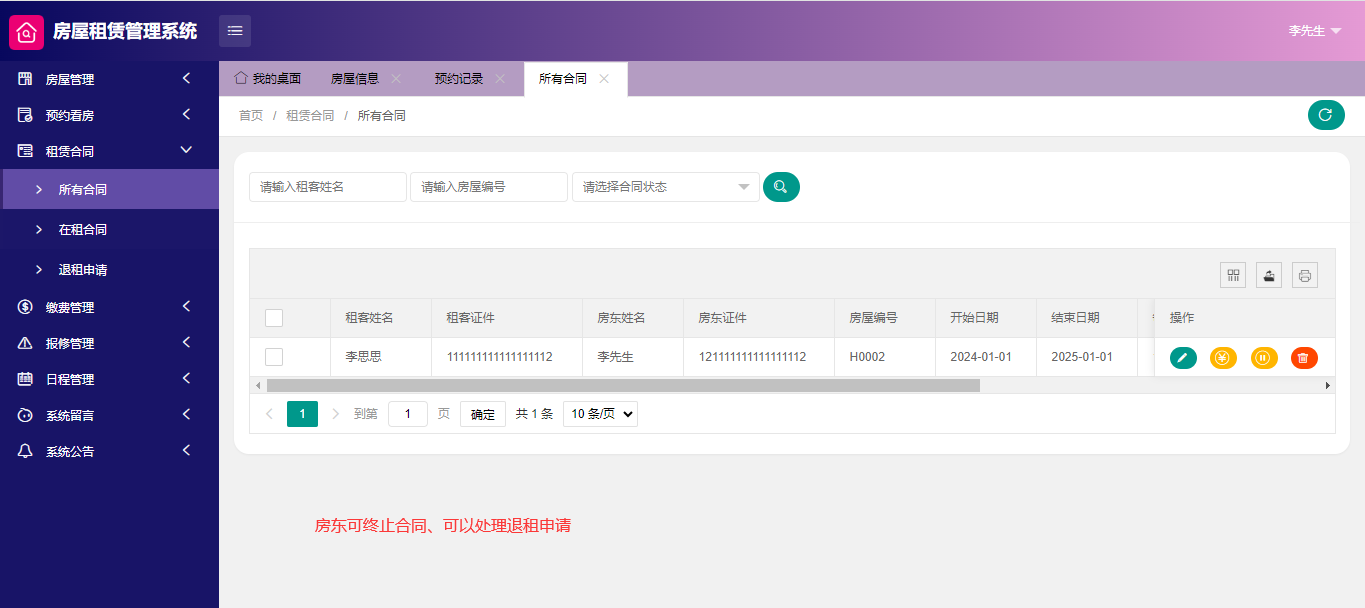 房屋租赁管理系统
李先生
房屋管理
预约看房
租赁合同
所有合同
在租合同
退租申请
缴费管理
报修管理
日程管理
系统留言
系统公告
我的桌面 房屋信息 预约记录 所有合同
首页 / 租赁合同 / 所有合同
请输入租客姓名 请输入房屋编号 请选择合同状态
租客姓名 租客证件 房东姓名 房东证件 房屋编号 开始日期 结束日期 操作
李思思 111111111111111112 李先生 121111111111111112 H0002 2024-01-01 2025-01-01
1 到第 1 页 确定 共 1 条 10 条/页
房东可终止合同、可以处理退租申请